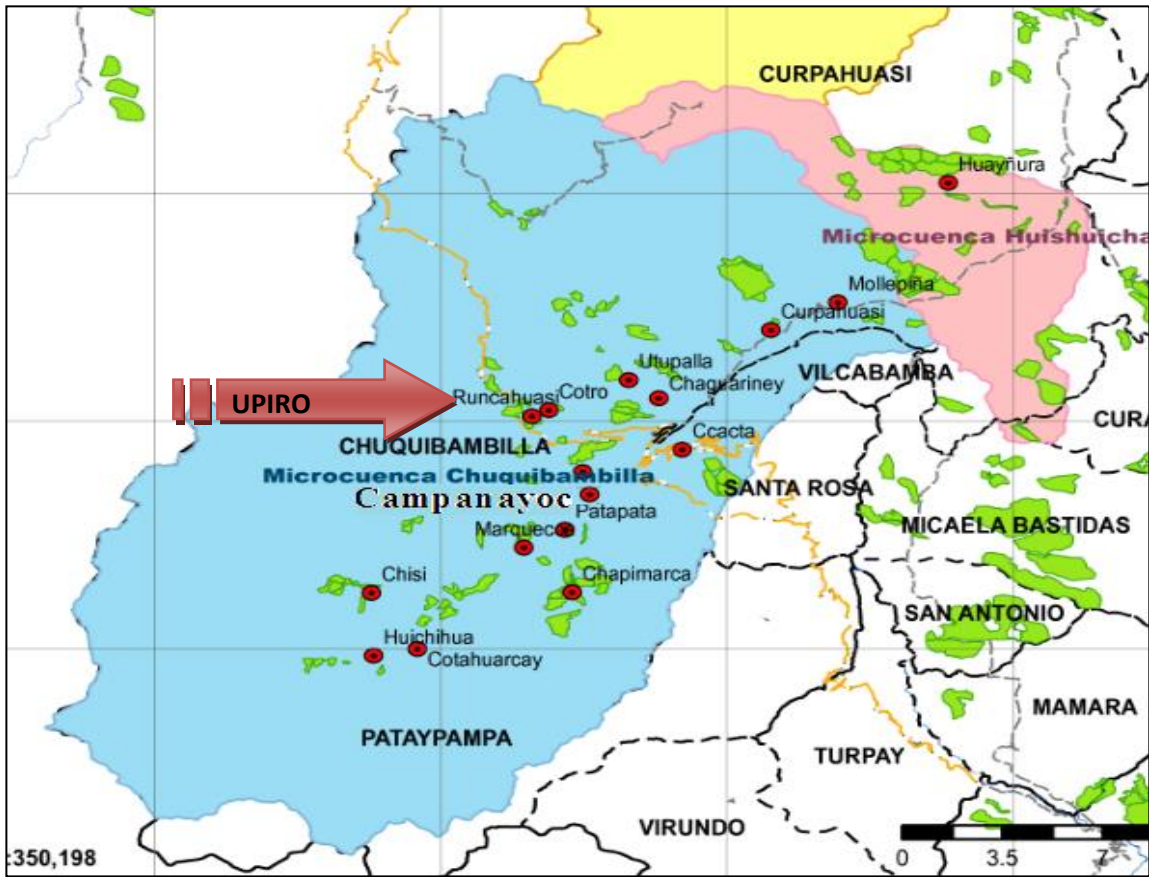 CURPAHUASI
Huayñura
Microcuenca Huishuicha
Mollepiña
Curpahuasi
Utupalla
VILCABAMBA
Chaquariney
UPIRO
Runcahuasi
Cotro
CURA
Ccacta
CHUQUIBAMBILLA
Microcuenca Chuquibambilla
SANTA ROSA
Campanayoc
Patapata
MICAELA BASTIDAS
Marquecca
Chisi
Chapimarca
SAN ANTONIO
Huichihua
Cotahuarcay
MAMARA
PATAYPAMPA
TURPAY
VIRUNDO
:350,198
0 3.5 7